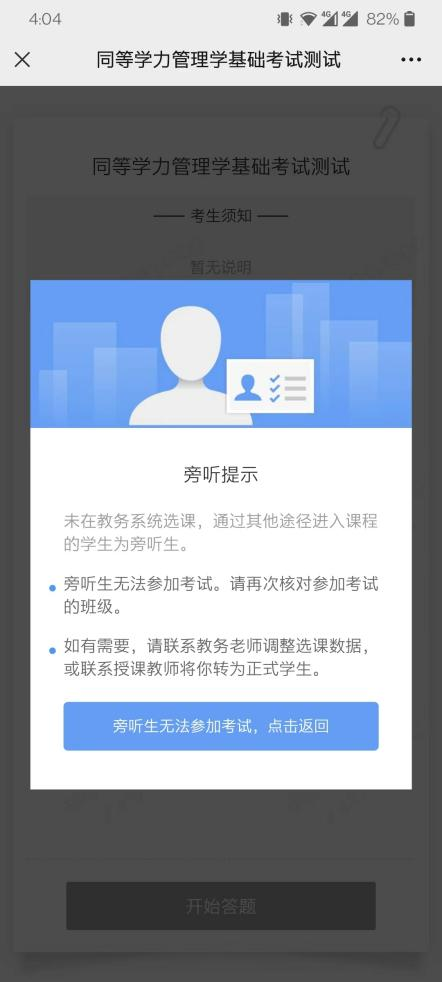 4:04
4G
4G
82%
同等学力管理学基础考试测试
同等学力管理学基础考试测试
考生须知
暂无说明
旁听提示
未在教务系统选课，通过其他途径进入课程
的学生为旁听生。
旁听生无法参加考试。请再次核对参加考试
的班级。
如有需要，请联系教务老师调整选课数据，
或联系授课教师将你转为正式学生。
旁听生无法参加考试，点击返回
开始答题